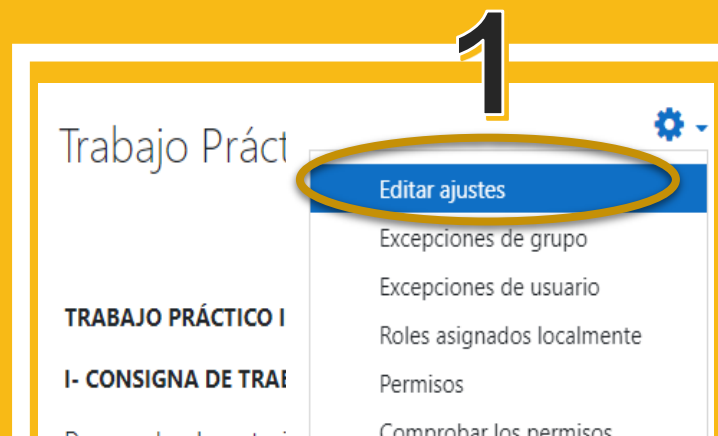 1
Trabajo Práct
Editar ajustes
Excepciones de grupo
Excepciones de usuario
TRABAJO PRÁCTICO I
Roles asignados localmente
I- CONSIGNA DE TRAB
Permisos
Comprobar los permisos